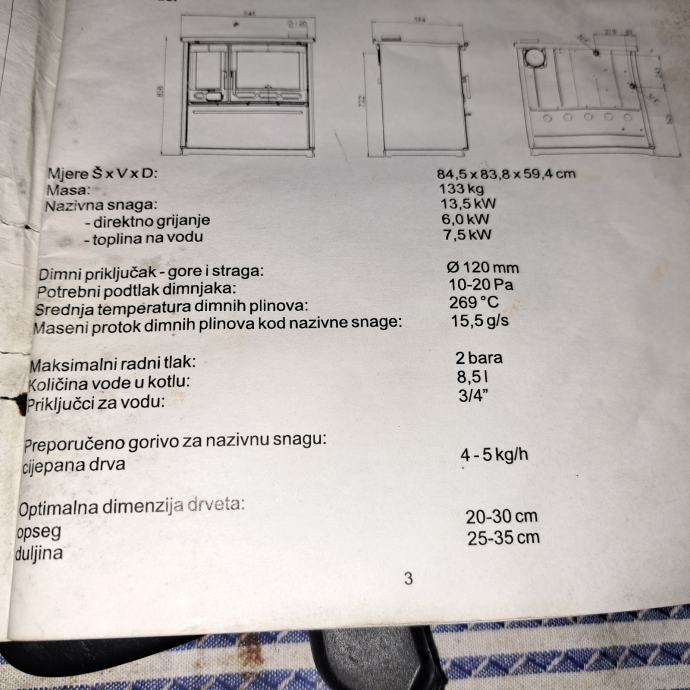 Mjere Š x V x D: 84,5 x 83,8 x 59,4 cm
Masa: 133 kg
Nazivna snaga: 13,5 kW
- direktno grijanje 6,0 kW
- toplina na vodu 7,5 kW
Dimni priključak - gore i straga: Ø 120 mm
Potrebni podtlak dimnjaka: 10-20 Pa
Srednja temperatura dimnih plinova: 269 °C
Maseni protok dimnih plinova kod nazivne snage: 15,5 g/s
Maksimalni radni tlak: 2 bara
Količina vode u kotlu: 8,5 l
Priključci za vodu: 3/4"
Preporučeno gorivo za nazivnu snagu:
cijepana drva 4 - 5 kg/h
Optimalna dimenzija drveta:
opseg 20-30 cm
duljina 25-35 cm
3